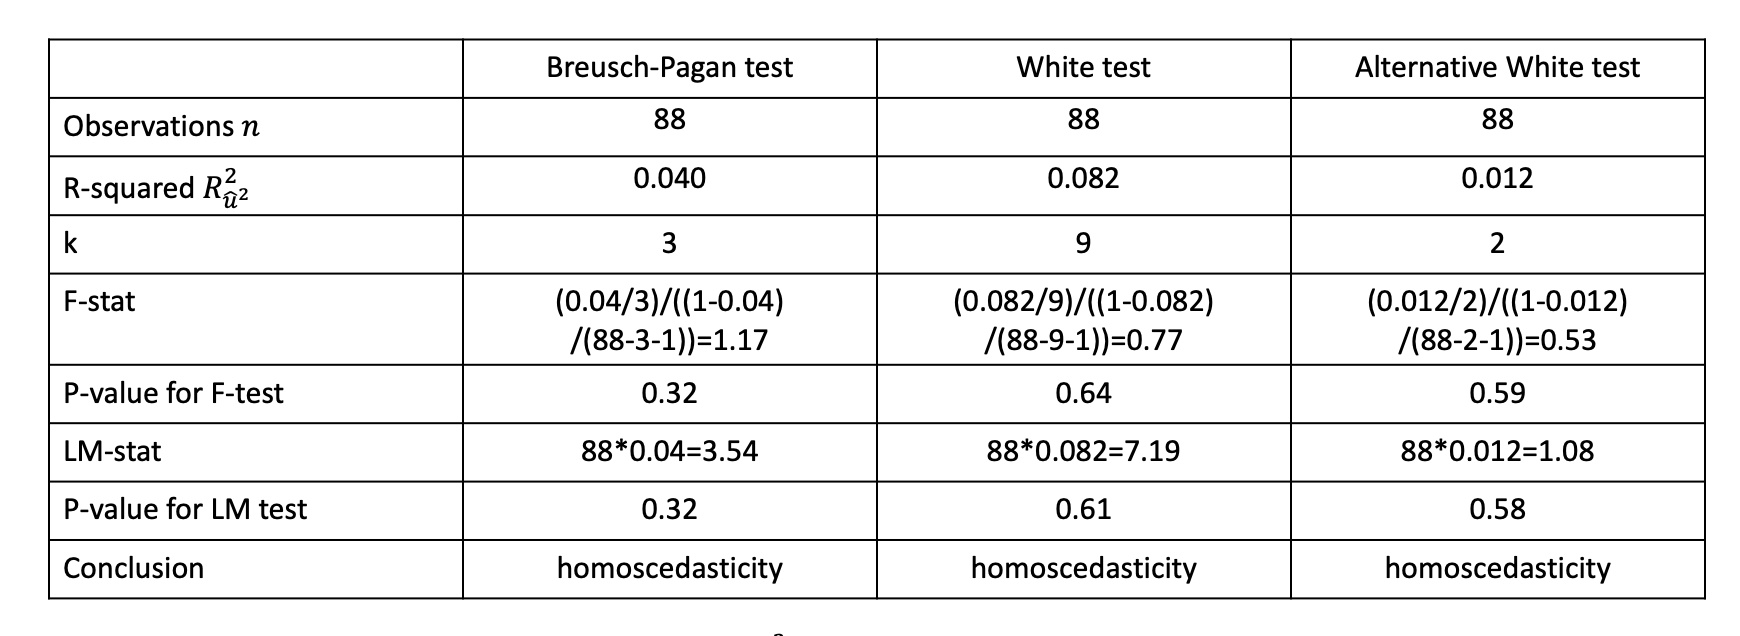 Breusch-Pagan test White test Alternative White test
Observations n 88 88 88
R-squared R²_û² 0.040 0.082 0.012
k 3 9 2
F-stat (0.04/3)/((1-0.04) (0.082/9)/((1-0.082) (0.012/2)/((1-0.012)
/(88-3-1))=1.17 /(88-9-1))=0.77 /(88-2-1))=0.53
P-value for F-test 0.32 0.64 0.59
LM-stat 88*0.04=3.54 88*0.082=7.19 88*0.012=1.08
P-value for LM test 0.32 0.61 0.58
Conclusion homoscedasticity homoscedasticity homoscedasticity